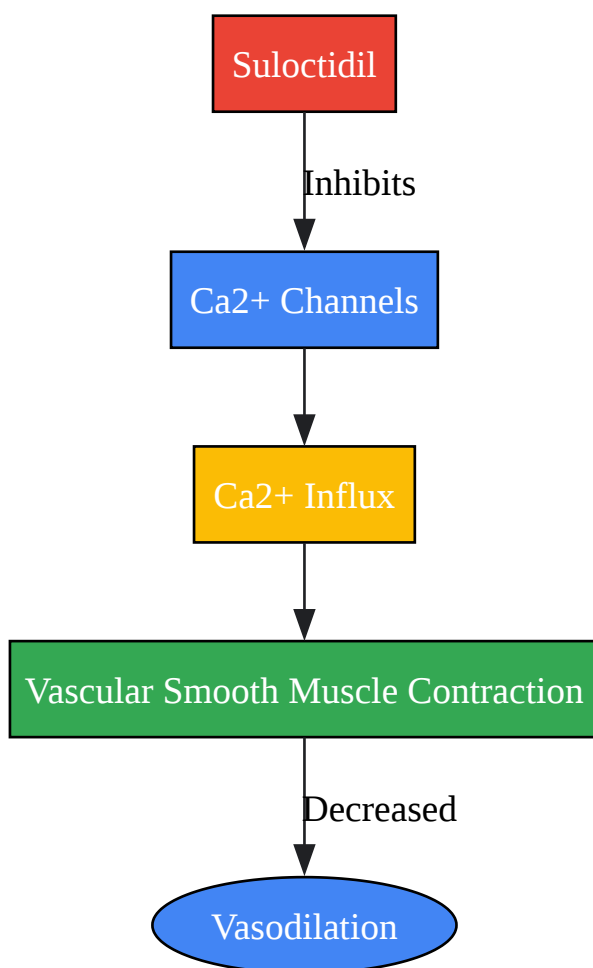 Suloctidil
Inhibits
Ca2+ Channels
Ca2+ Influx
Vascular Smooth Muscle Contraction
Decreased
Vasodilation